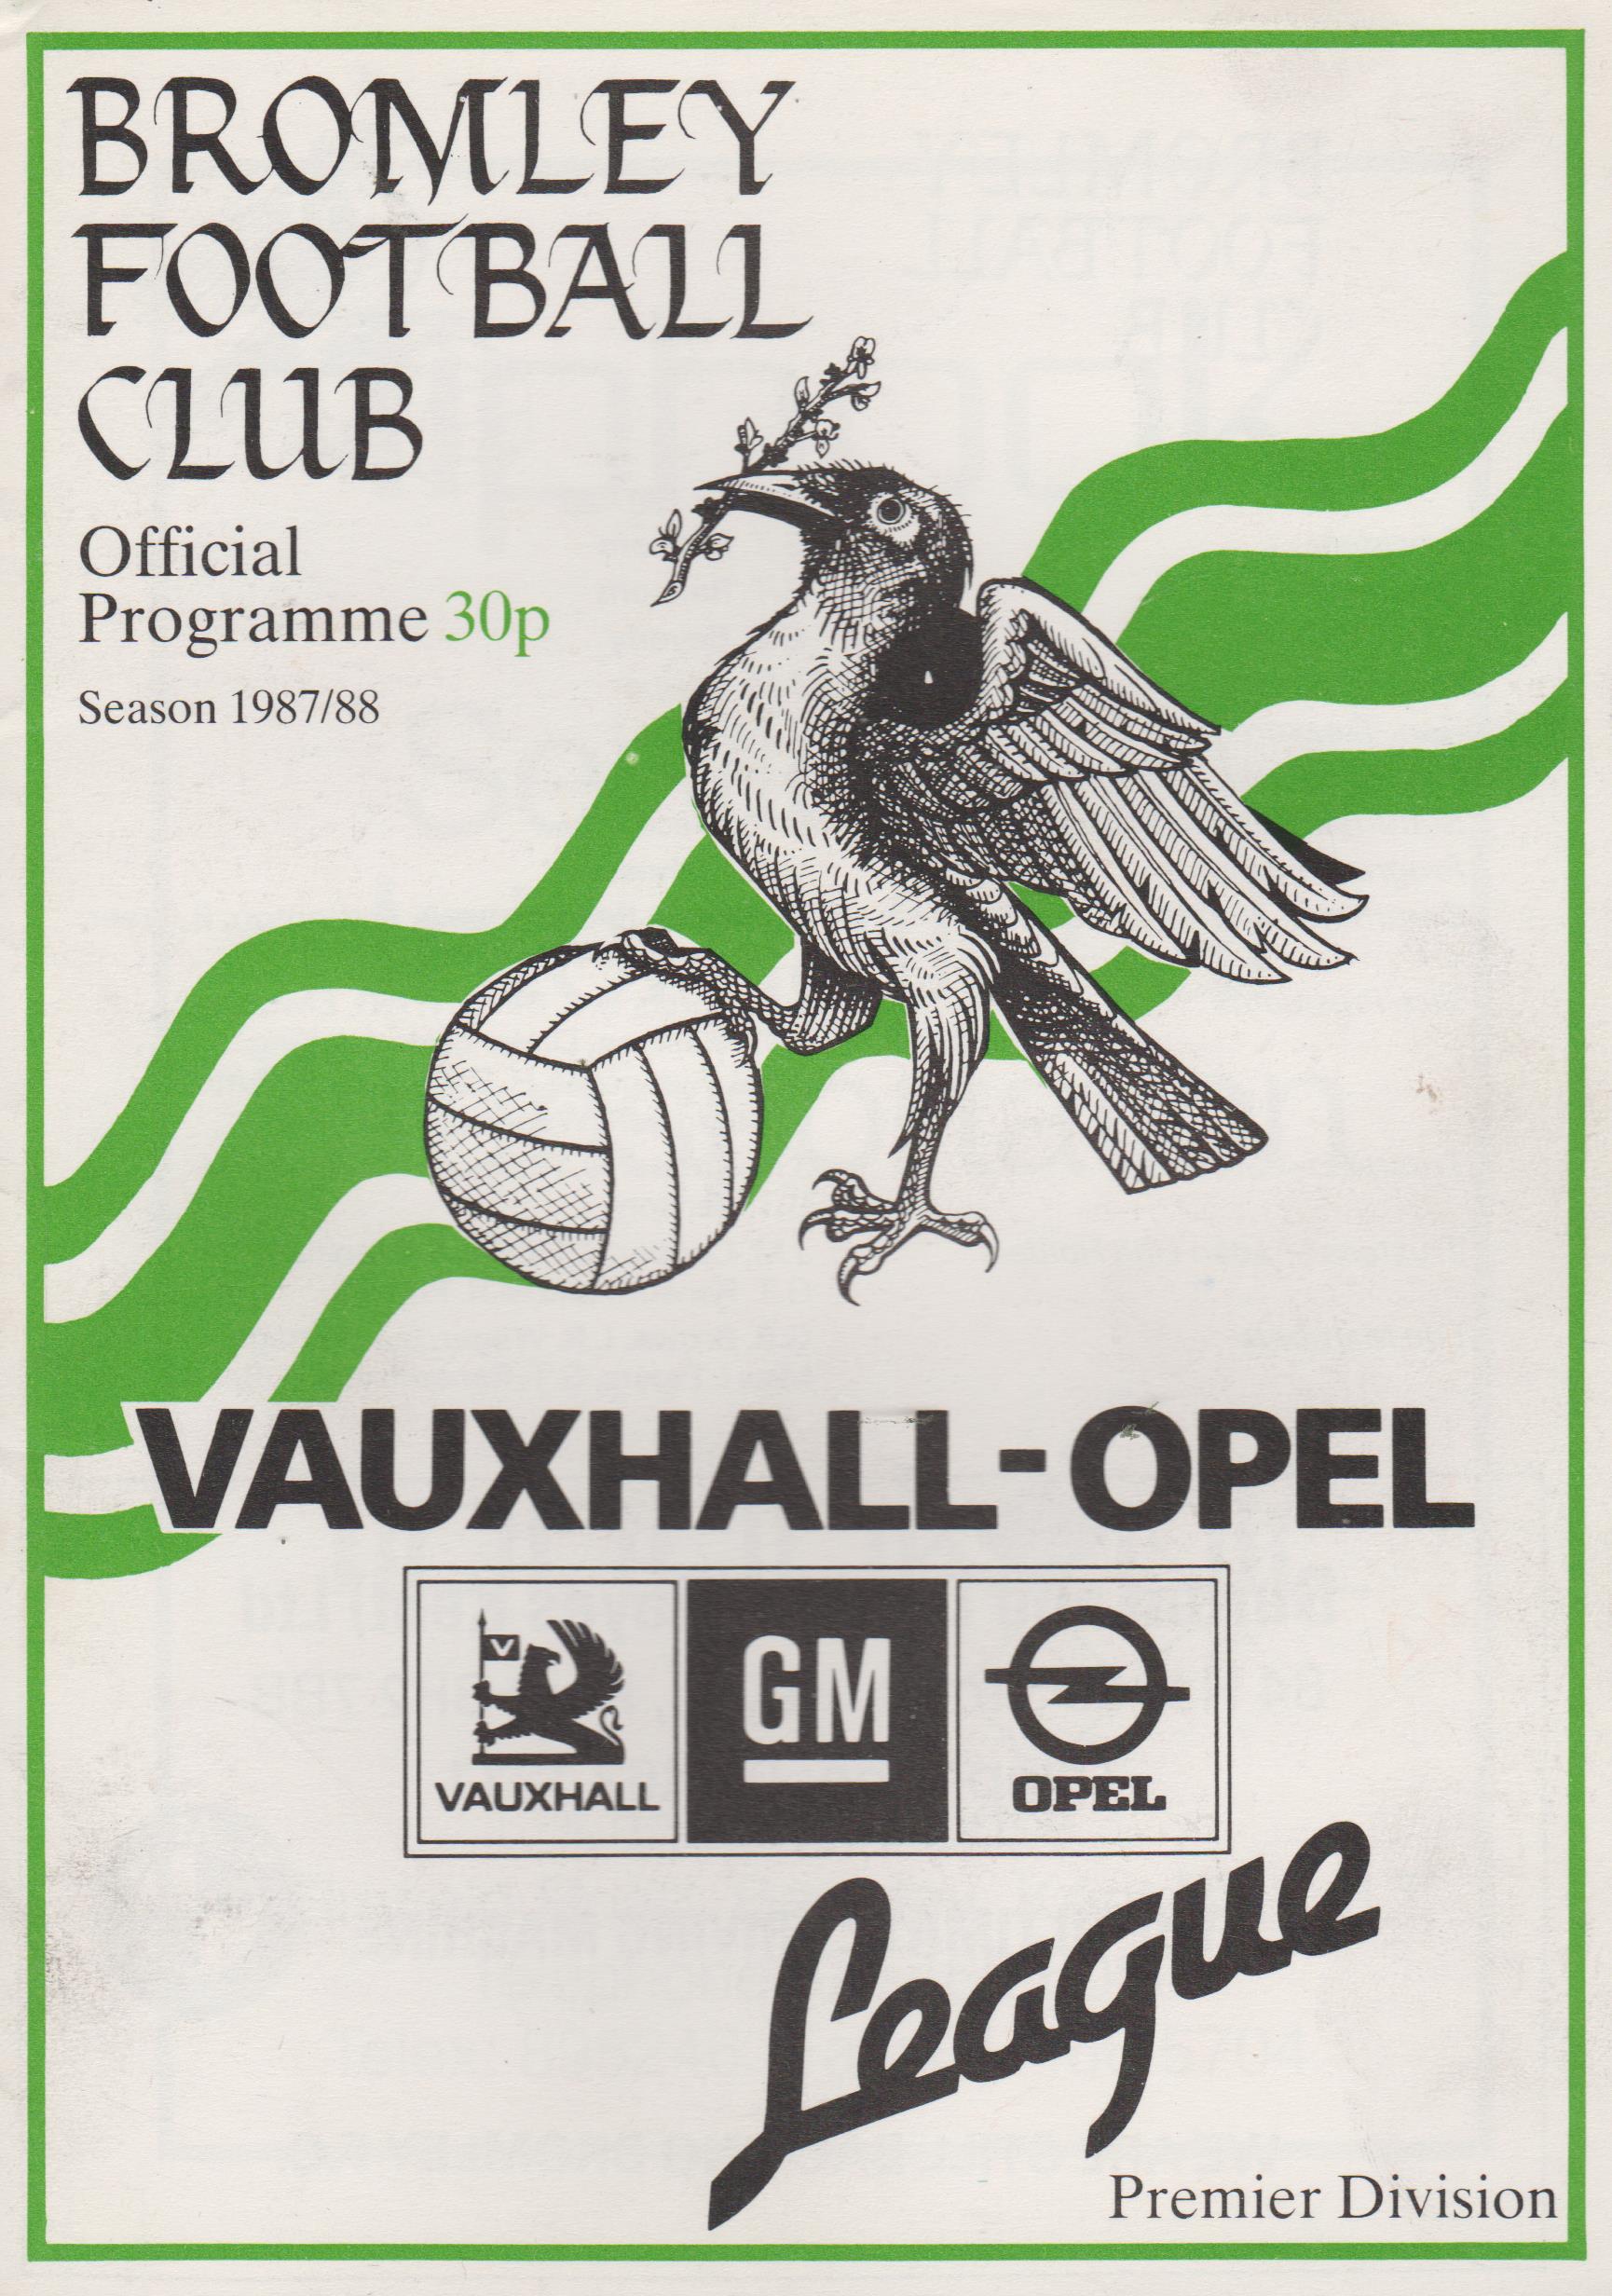 BROMLEY
FOOTBALL
CLUB
Official
Programme 30p
Season 1987/88
VAUXHALL-OPEL
V
VAUXHALL
GM
OPEL
League
Premier Division